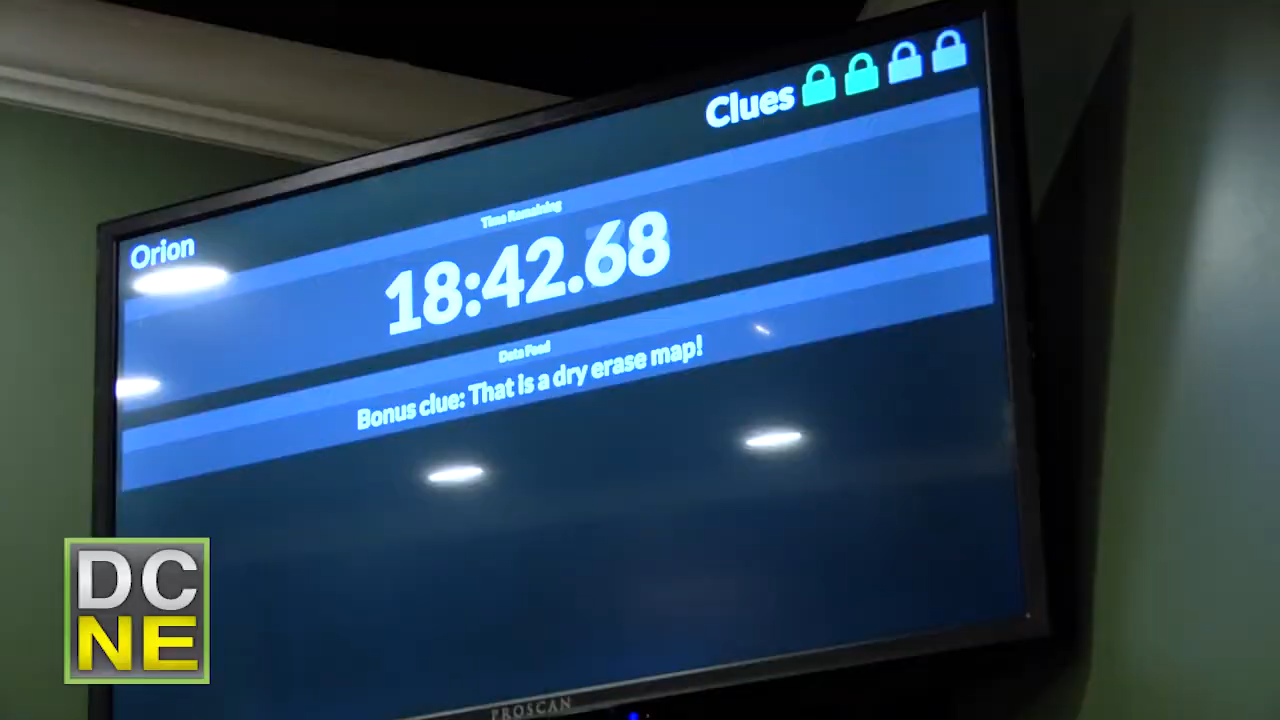 Clues
Orion
Time Remaining
18:42.68
Data Feed
Bonus clue: That is a dry erase map!
DC
NE
PROSCAN